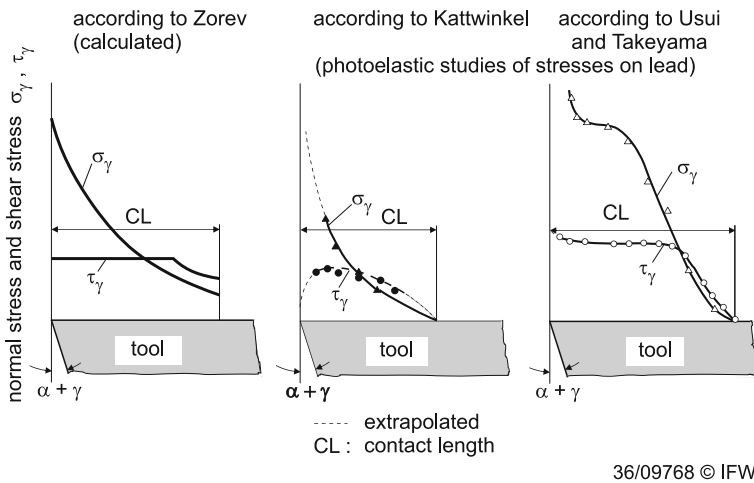 according to Zorev
(calculated)
according to Kattwinkel
according to Usui
and Takeyama
(photoelastic studies of stresses on lead)
normal stress and shear stress σγ , τγ
σγ
CL
τγ
tool
α + γ
σγ
CL
τγ
tool
α + γ
σγ
CL
τγ
tool
α + γ
extrapolated
CL : contact length
36/09768 © IFW